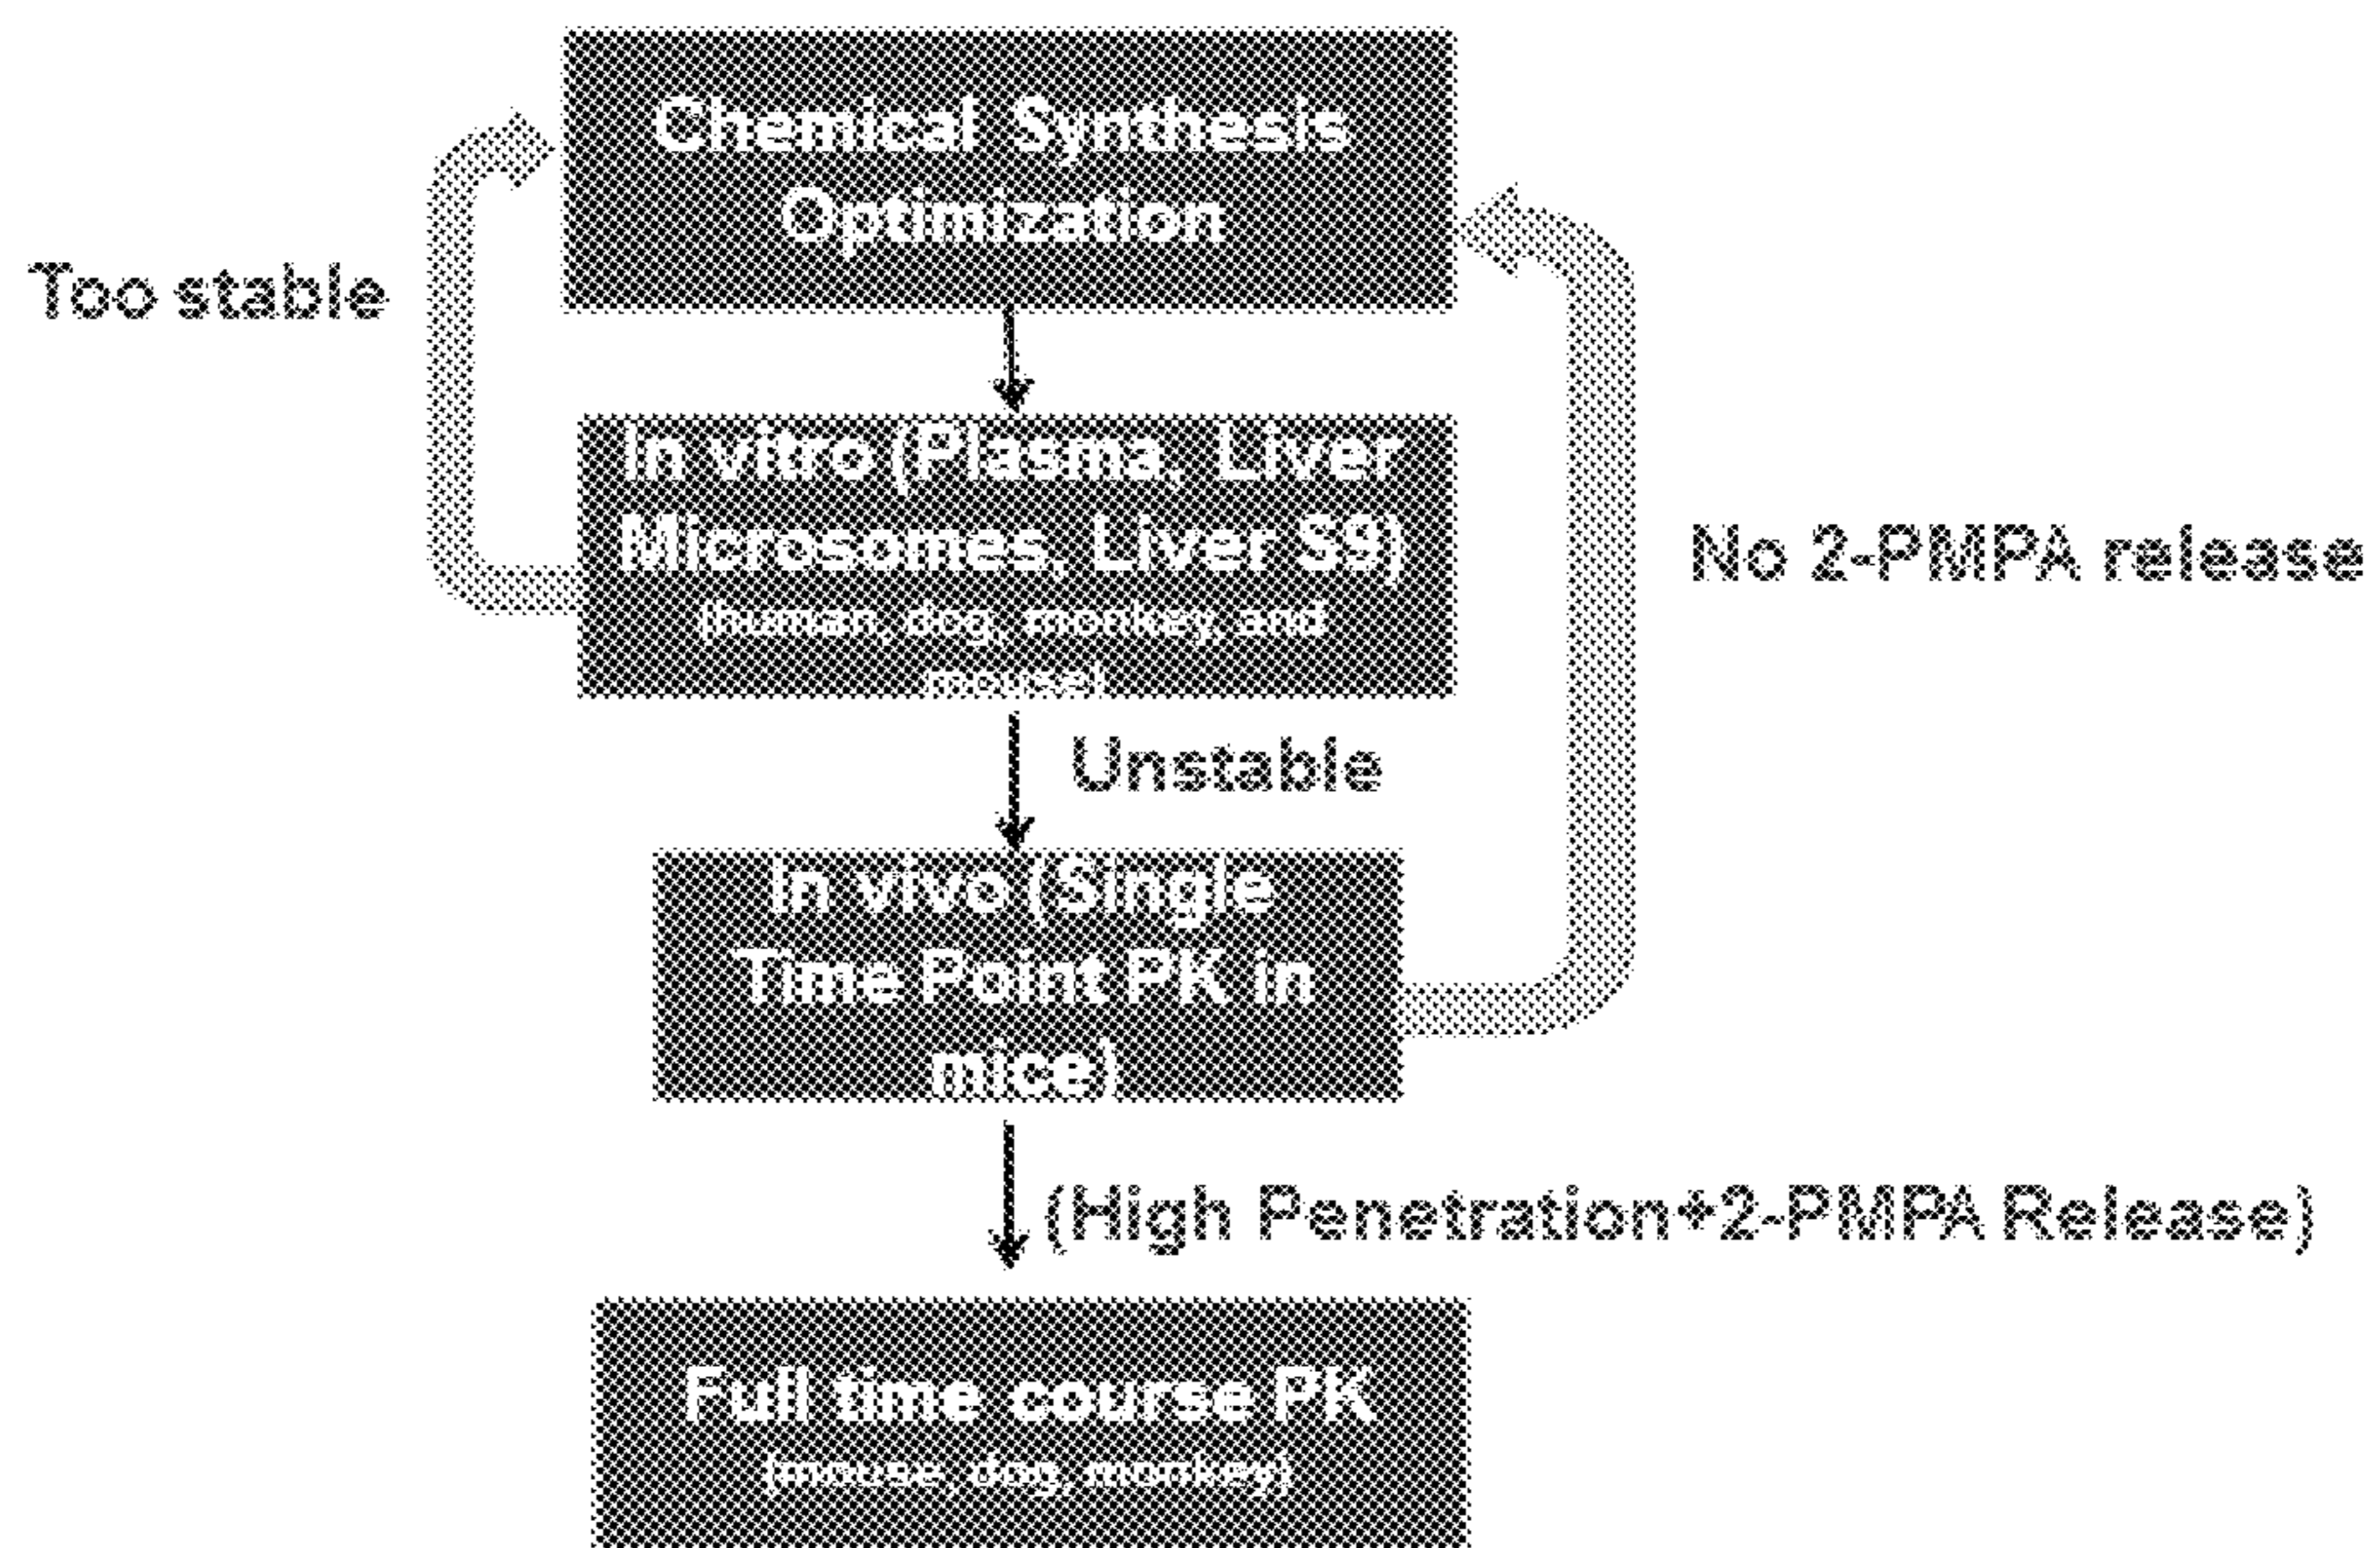 Chemical Synthesis
Optimization
Too stable
In vitro (Plasma, Liver
Microsomes, Liver S9)
(human, dog, monkey, and
mouse)
No 2-PMPA release
Unstable
In vivo (Single
Time Point PK in
mice)
(High Penetration+2-PMPA Release)
Full time course PK
(mouse, dog, monkey)